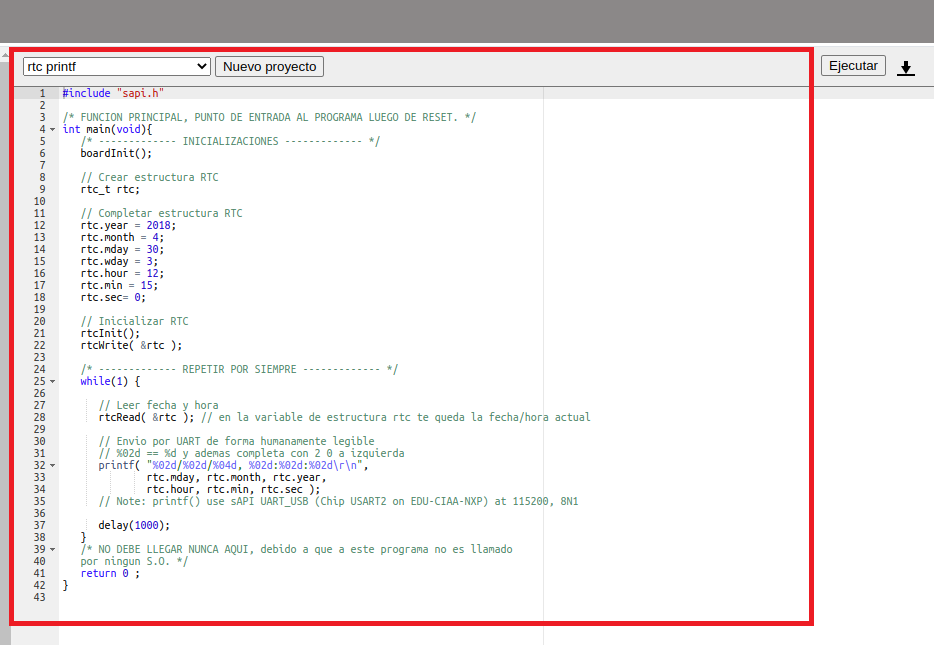 rtc printf
Nuevo proyecto
Ejecutar
1 #include "sapi.h"
2
3 /* FUNCION PRINCIPAL, PUNTO DE ENTRADA AL PROGRAMA LUEGO DE RESET. */
4 int main(void){
5 /* ------------- INICIALIZACIONES ------------- */
6 boardInit();
7
8 // Crear estructura RTC
9 rtc_t rtc;
10
11 // Completar estructura RTC
12 rtc.year = 2018;
13 rtc.month = 4;
14 rtc.mday = 30;
15 rtc.wday = 3;
16 rtc.hour = 12;
17 rtc.min = 15;
18 rtc.sec= 0;
19
20 // Inicializar RTC
21 rtcInit();
22 rtcWrite( &rtc );
23
24 /* ------------- REPETIR POR SIEMPRE ------------- */
25 while(1) {
26
27 // Leer fecha y hora
28 rtcRead( &rtc ); // en la variable de estructura rtc te queda la fecha/hora actual
29
30 // Envio por UART de forma humanamente legible
31 // %02d == %d y ademas completa con 2 0 a izquierda
32 printf( "%02d/%02d/%04d, %02d:%02d:%02d\r\n",
33 rtc.mday, rtc.month, rtc.year,
34 rtc.hour, rtc.min, rtc.sec );
35 // Note: printf() use sAPI UART_USB (Chip USART2 on EDU-CIAA-NXP) at 115200, 8N1
36
37 delay(1000);
38 }
39 /* NO DEBE LLEGAR NUNCA AQUI, debido a que a este programa no es llamado
40 por ningun S.O. */
41 return 0 ;
42 }
43